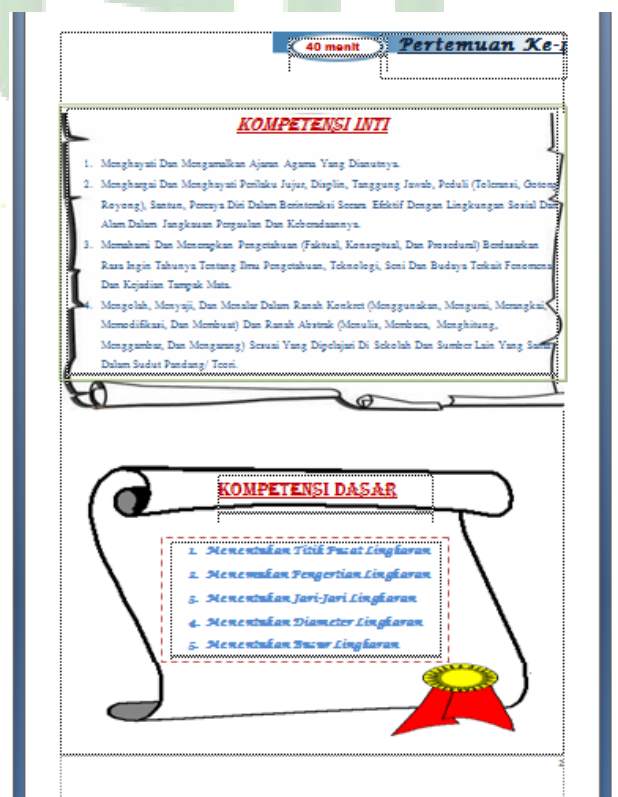 40 menit
Pertemuan Ke-1
KOMPETENSI INTI
1. Menghayati Dan Mengamalkan Ajaran Agama Yang Dianutnya.
2. Menghargai Dan Menghayati Perilaku Jujur, Displin, Tanggung Jawab, Peduli (Toleransi, Gotong
Royong), Santun, Percaya Diri Dalam Berinteraksi Secara Efektif Dengan Lingkungan Sosial Dan
Alam Dalam Jangkauan Pergaulan Dan Keberadaannya.
3. Memahami Dan Menerapkan Pengetahuan (Faktual, Konseptual, Dan Prosedural) Berdasarkan
Rasa Ingin Tahunya Tentang Ilmu Pengetahuan, Teknologi, Seni Dan Budaya Terkait Fenomena
Dan Kejadian Tampak Mata.
4. Mengolah, Menyaji, Dan Menalar Dalam Ranah Konkret (Menggunakan, Mengurai, Merangkai,
Memodifikasi, Dan Membuat) Dan Ranah Abstrak (Menulis, Membaca, Menghitung,
Menggambar, Dan Mengarang) Sesuai Yang Dipelajari Di Sekolah Dan Sumber Lain Yang Sama
Dalam Sudut Pandang/ Teori.
KOMPETENSI DASAR
1. Menentukan Titik Pusat Lingkaran
2. Menemukan Pengertian Lingkaran
3. Menentukan Jari-Jari Lingkaran
4. Menentukan Diameter Lingkaran
5. Menentukan Busur Lingkaran